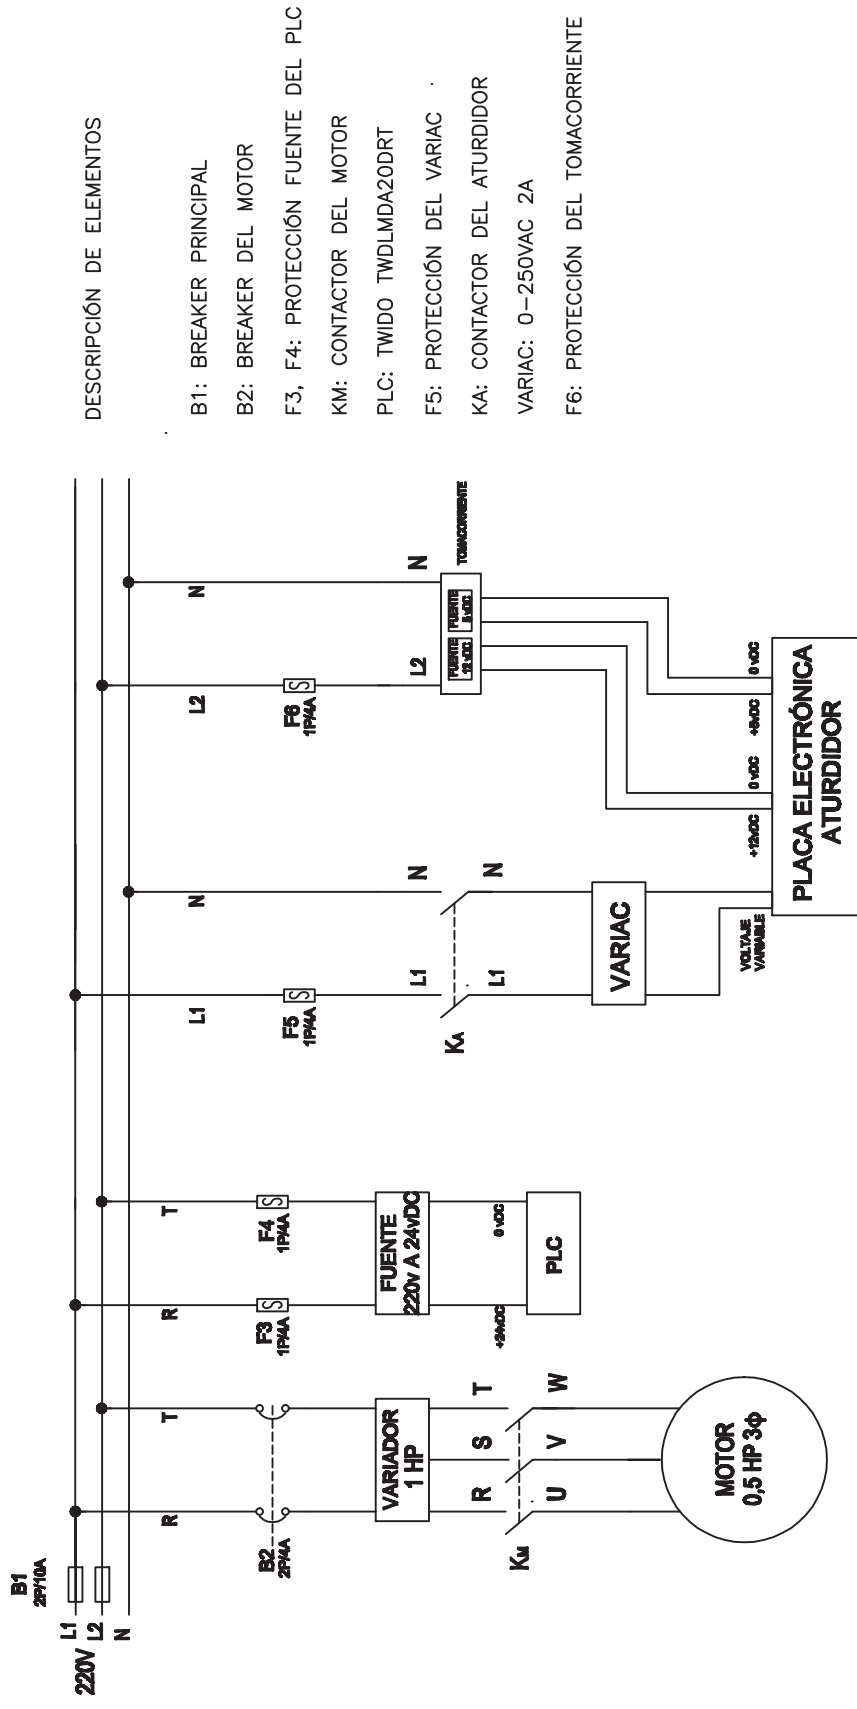 B1
2P/10A
L1
220V
L2
N
R
T
R
T
L1
N
L2
N
B2
2P/4A
F3
1P/4A
F4
1P/4A
F5
1P/4A
F6
1P/4A
VARIADOR
1 HP
FUENTE
220v A 24vDC
L1
N
L2
N
R
S
T
+24vDC
0 vDC
KA
L1
N
FUENTE
12 vDC
FUENTE
5 vDC
TOMACORRIENTE
KM
U
V
W
PLC
VARIAC
MOTOR
0,5 HP 3Φ
VOLTAJE
VARIABLE
+12vDC
0 vDC
+5vDC
0 vDC
PLACA ELECTRÓNICA
ATURDIDOR
DESCRIPCIÓN DE ELEMENTOS
B1: BREAKER PRINCIPAL
B2: BREAKER DEL MOTOR
F3, F4: PROTECCIÓN FUENTE DEL PLC
KM: CONTACTOR DEL MOTOR
PLC: TWIDO TWDLMDA20DRT
F5: PROTECCIÓN DEL VARIAC
KA: CONTACTOR DEL ATURDIDOR
VARIAC: 0-250VAC 2A
F6: PROTECCIÓN DEL TOMACORRIENTE